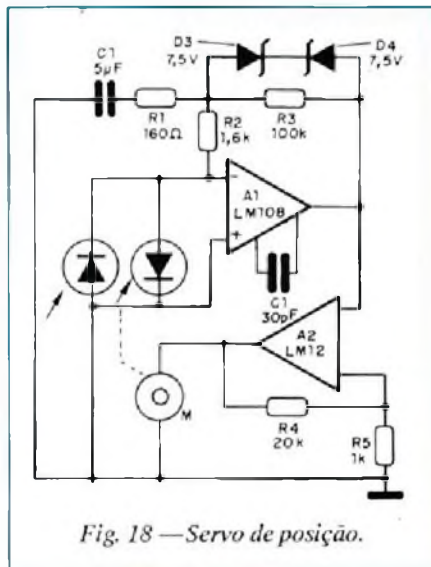 D3
7,5V
D4
7,5V
C1
5µF
R1
160Ω
R2
1,6k
R3
100k
−
A1
LM108
+
C1
30pF
A2
LM12
M
R4
20k
R5
1k
Fig. 18 — Servo de posição.